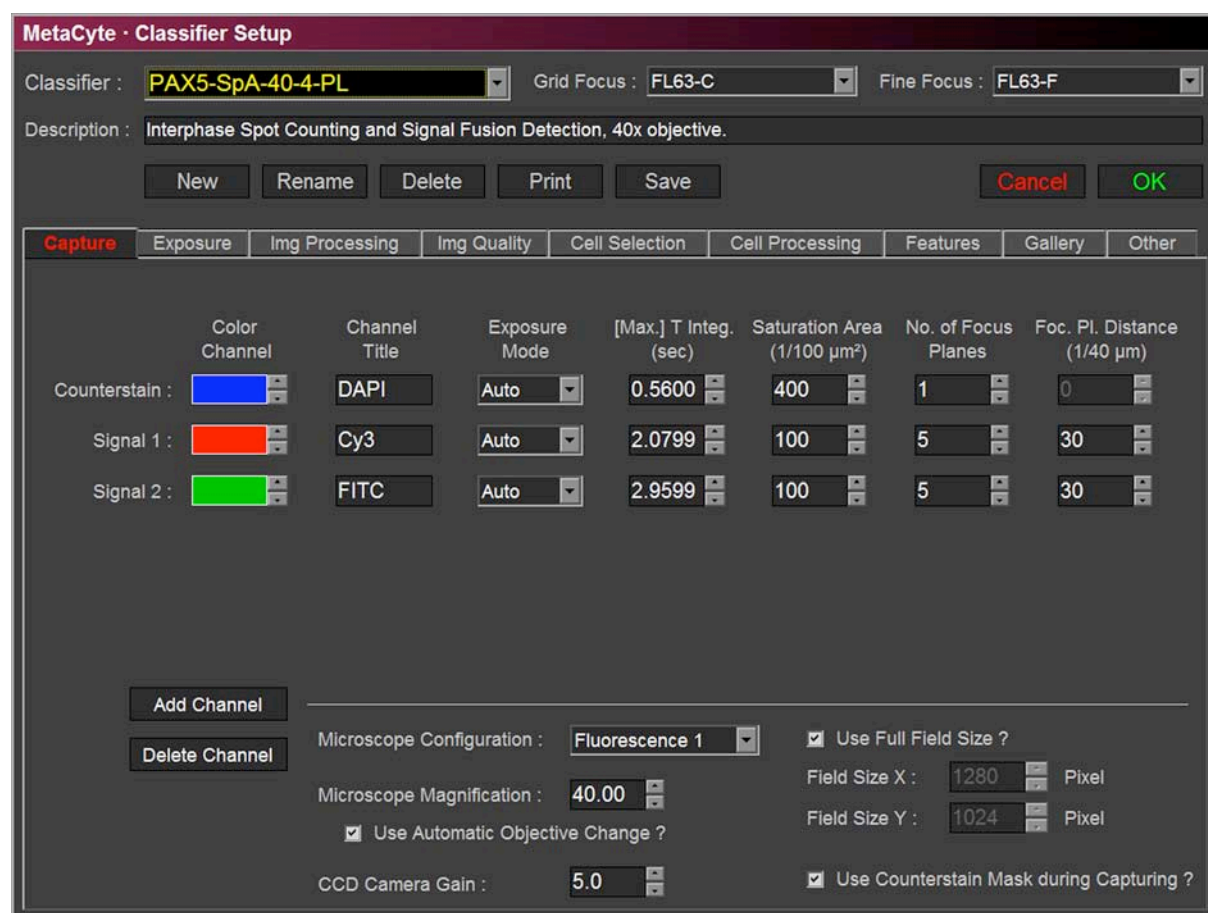 MetaCyte · Classifier Setup
Classifier : PAX5-SpA-40-4-PL Grid Focus : FL63-C Fine Focus : FL63-F
Description : Interphase Spot Counting and Signal Fusion Detection, 40x objective.
New Rename Delete Print Save Cancel OK
Capture Exposure Img Processing Img Quality Cell Selection Cell Processing Features Gallery Other
Color Channel Exposure [Max.] T Integ. Saturation Area No. of Focus Foc. Pl. Distance
Channel Title Mode (sec) (1/100 µm²) Planes (1/40 µm)
Counterstain : DAPI Auto 0.5600 400 1 0
Signal 1 : Cy3 Auto 2.0799 100 5 30
Signal 2 : FITC Auto 2.9599 100 5 30
Add Channel
Delete Channel
Microscope Configuration : Fluorescence 1 Use Full Field Size ?
Field Size X : 1280 Pixel
Microscope Magnification : 40.00
Field Size Y : 1024 Pixel
Use Automatic Objective Change ?
CCD Camera Gain : 5.0 Use Counterstain Mask during Capturing ?